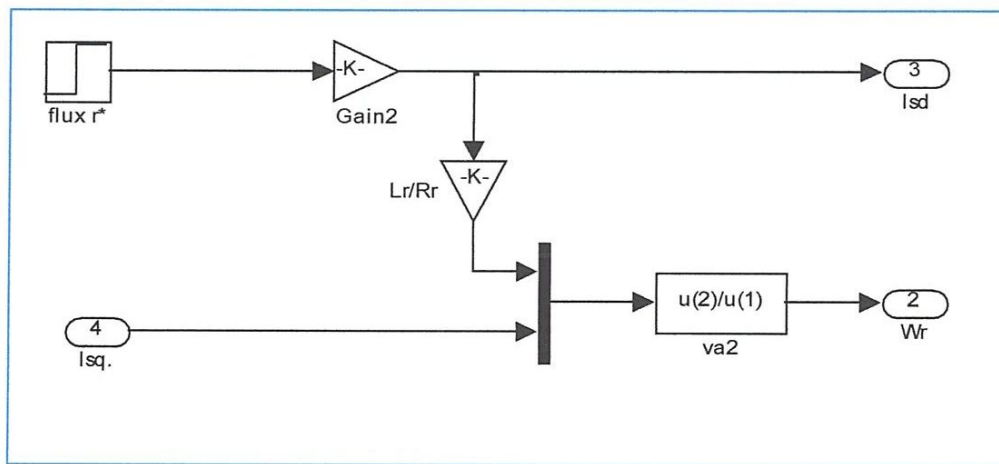 flux r*
-K-
Gain2
3
Isd
-K-
Lr/Rr
4
Isq.
u(2)/u(1)
va2
2
Wr